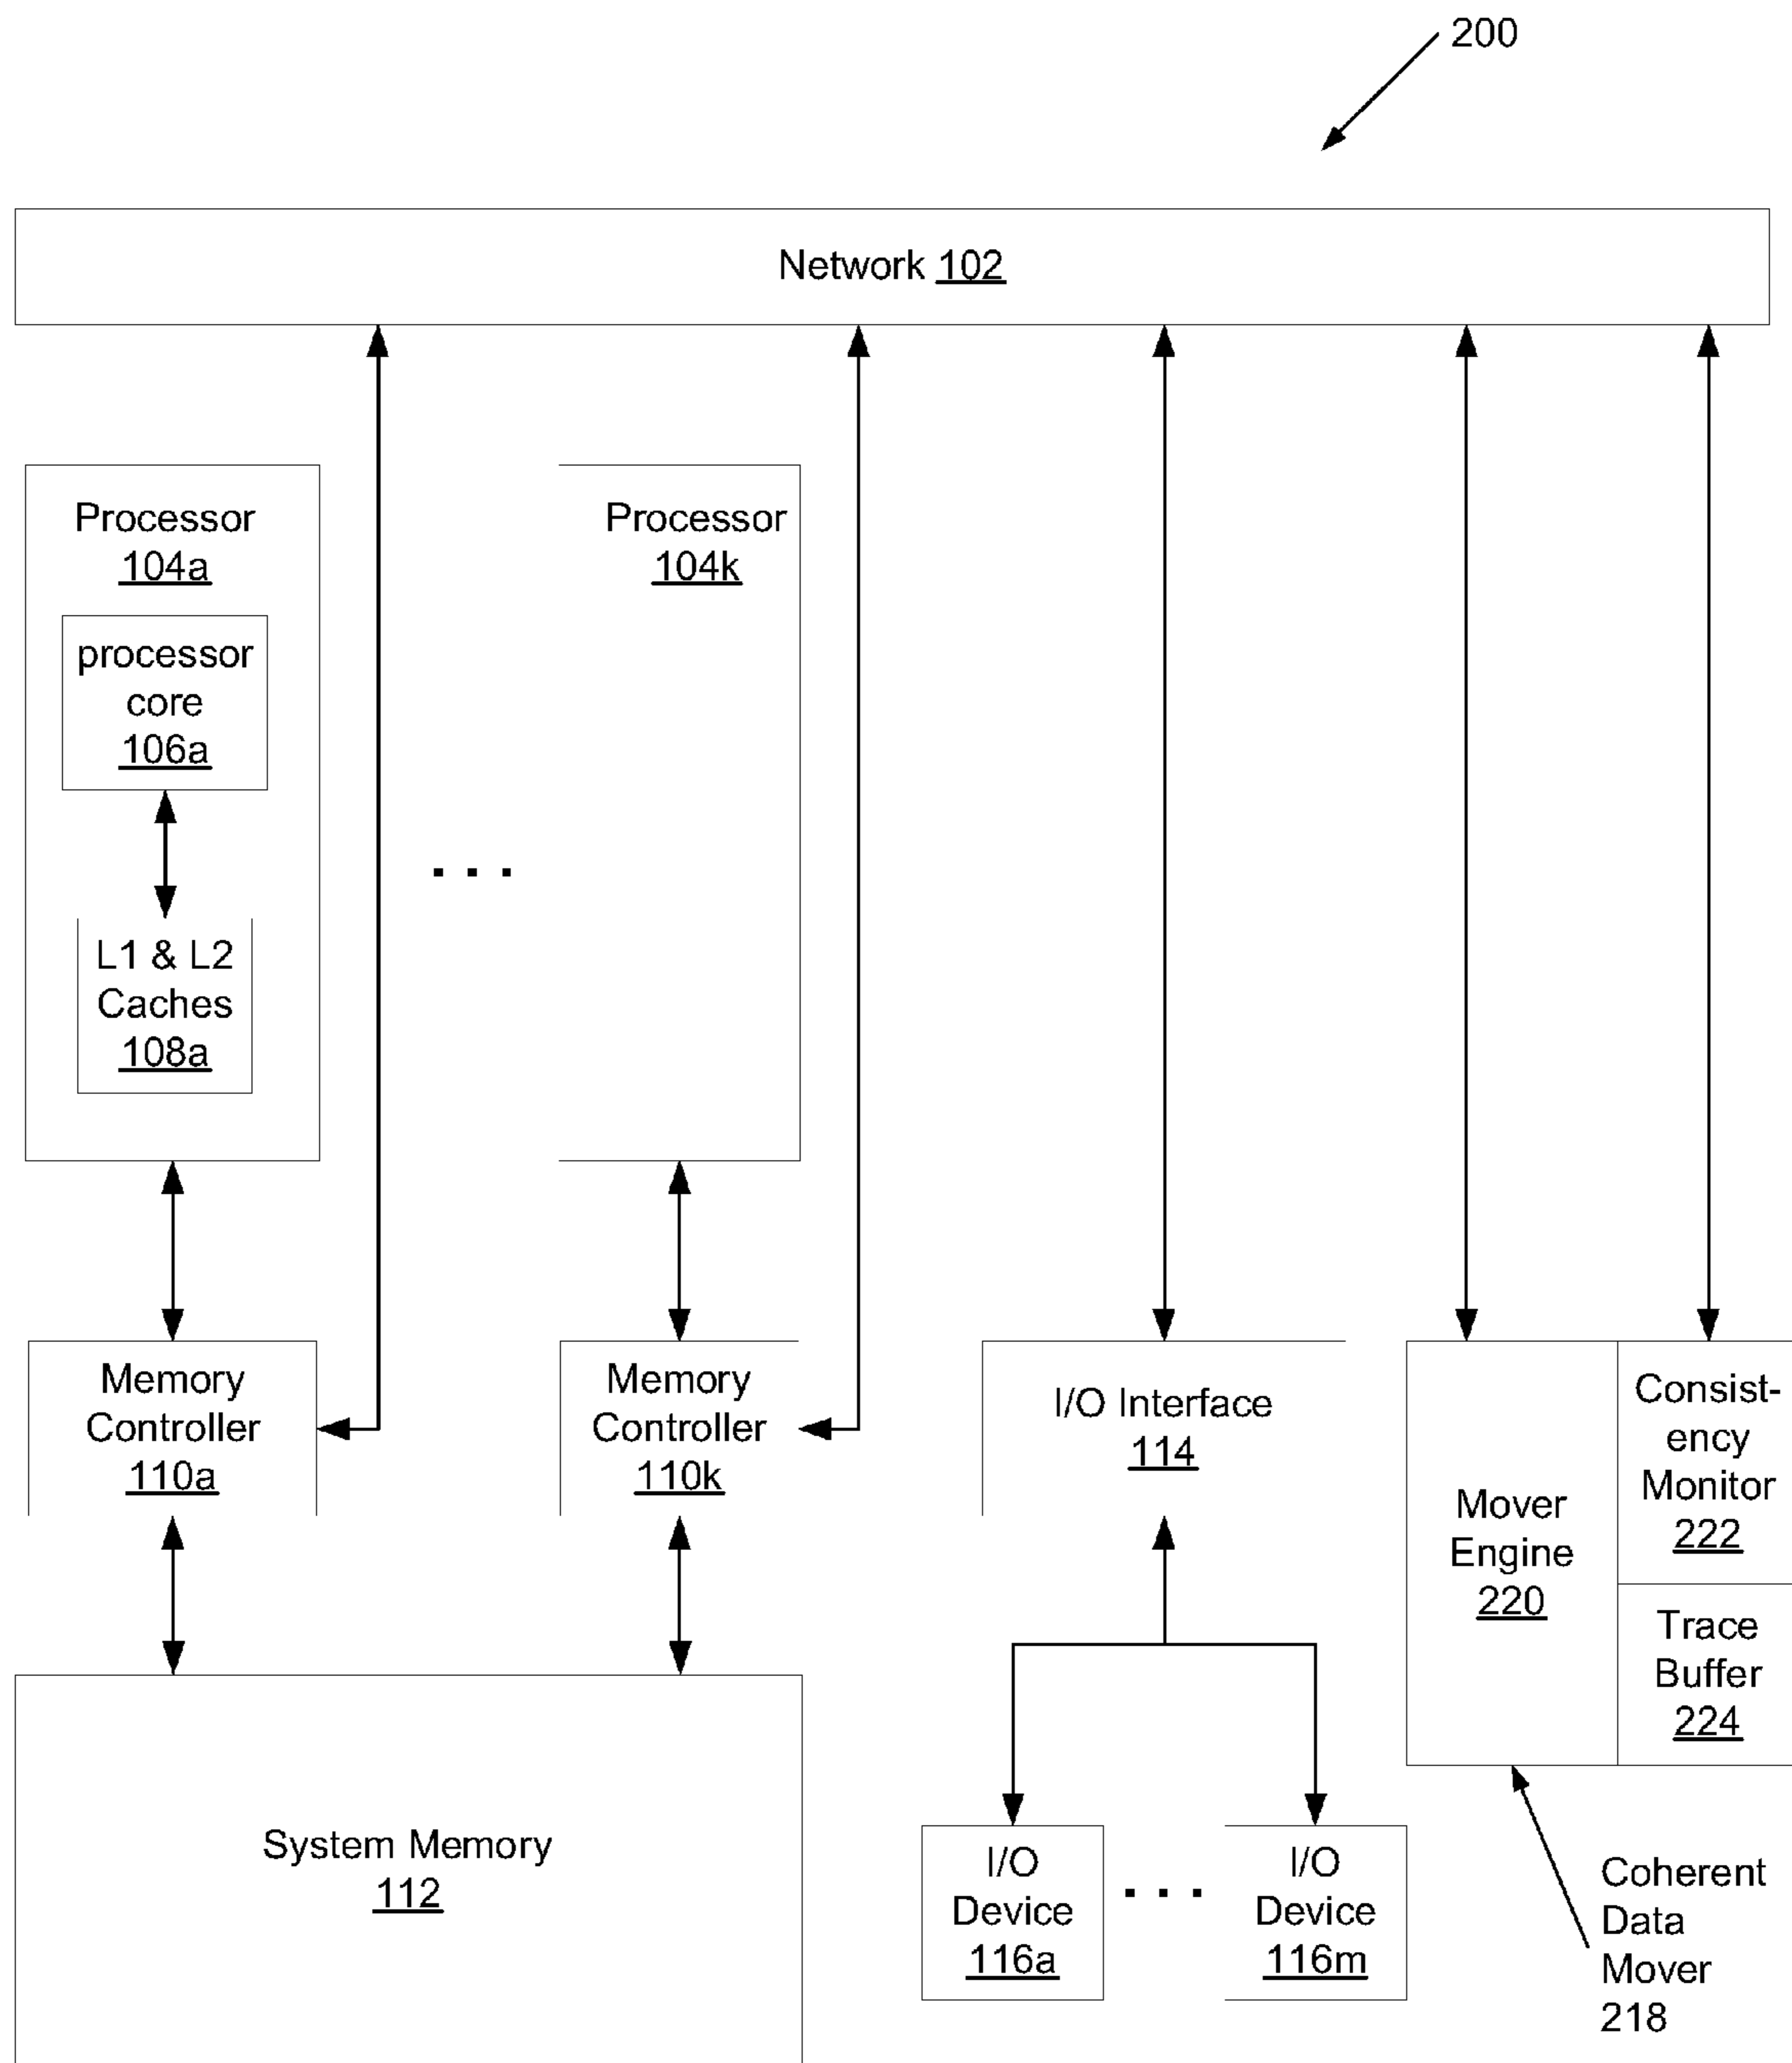 200
Network 102
Processor
104a
processor
core
106a
L1 & L2
Caches
108a
. . .
Processor
104k
Memory
Controller
110a
Memory
Controller
110k
I/O Interface
114
Mover
Engine
220
Consist-
ency
Monitor
222
Trace
Buffer
224
System Memory
112
I/O
Device
116a
. . .
I/O
Device
116m
Coherent
Data
Mover
218